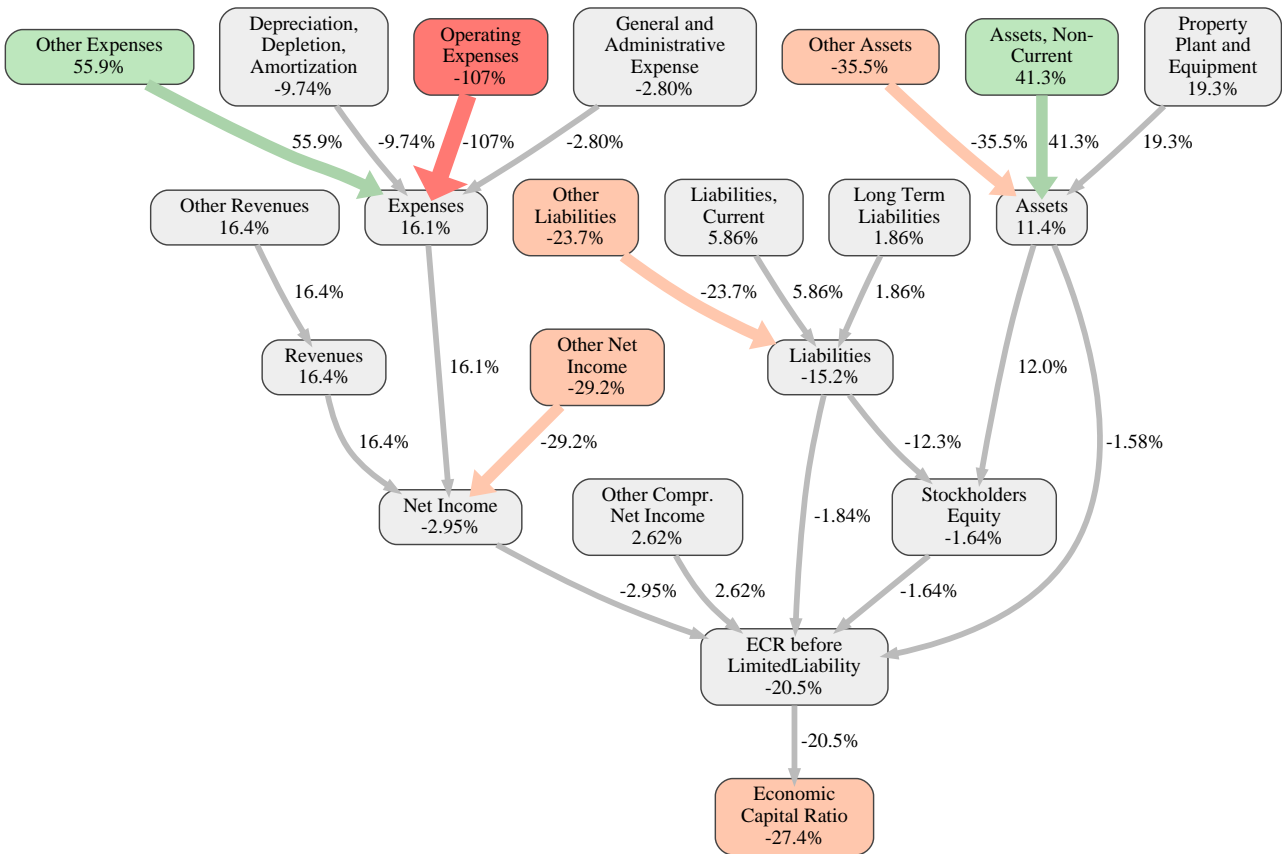 Other Expenses
55.9%
Depreciation,
Depletion,
Amortization
-9.74%
Operating
Expenses
-107%
General and
Administrative
Expense
-2.80%
Other Assets
-35.5%
Assets, Non-
Current
41.3%
Property
Plant and
Equipment
19.3%
55.9%
-9.74%
-107%
-2.80%
-35.5%
41.3%
19.3%
Other Revenues
16.4%
Expenses
16.1%
Other
Liabilities
-23.7%
Liabilities,
Current
5.86%
Long Term
Liabilities
1.86%
Assets
11.4%
16.4%
-23.7%
5.86%
1.86%
Revenues
16.4%
16.1%
Other Net
Income
-29.2%
Liabilities
-15.2%
12.0%
16.4%
-29.2%
-12.3%
-1.58%
Net Income
-2.95%
Other Compr.
Net Income
2.62%
-1.84%
Stockholders
Equity
-1.64%
-2.95%
2.62%
-1.64%
ECR before
LimitedLiability
-20.5%
-20.5%
Economic
Capital Ratio
-27.4%